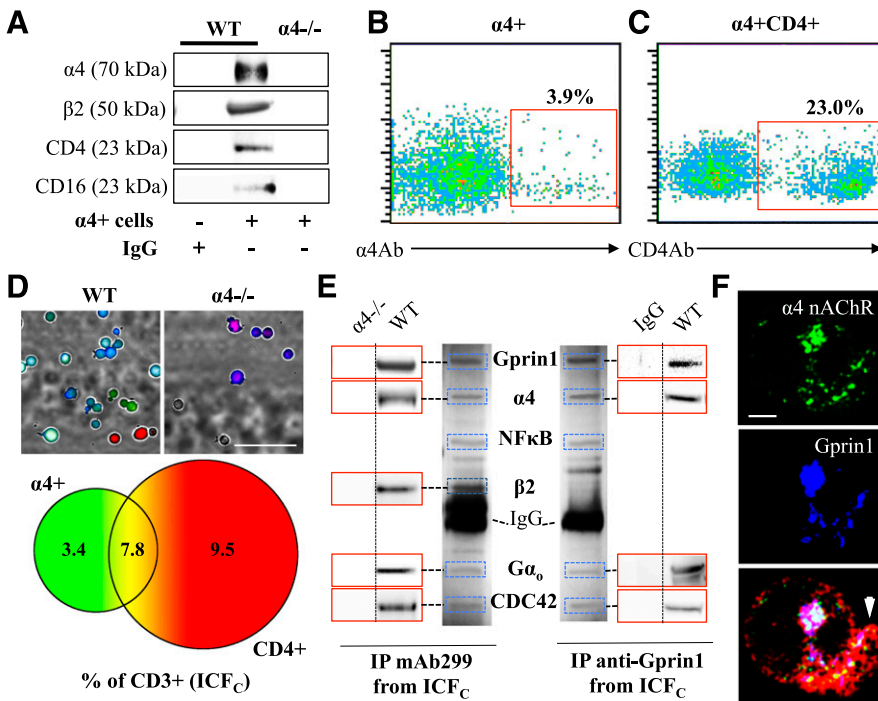 A
WT
α4-/-
α4 (70 kDa)
β2 (50 kDa)
CD4 (23 kDa)
CD16 (23 kDa)
α4+ cells - + +
IgG + - -
B
α4+
3.9%
α4Ab
C
α4+CD4+
23.0%
CD4Ab
D
WT
α4-/-
α4+
3.4
7.8
9.5
CD4+
% of CD3+ (ICFC)
E
α4-/-
WT
IgG
WT
Gprin1
α4
NFκB
β2
IgG
Gαo
CDC42
IP mAb299
from ICFC
IP anti-Gprin1
from ICFC
F
α4 nAChR
Gprin1